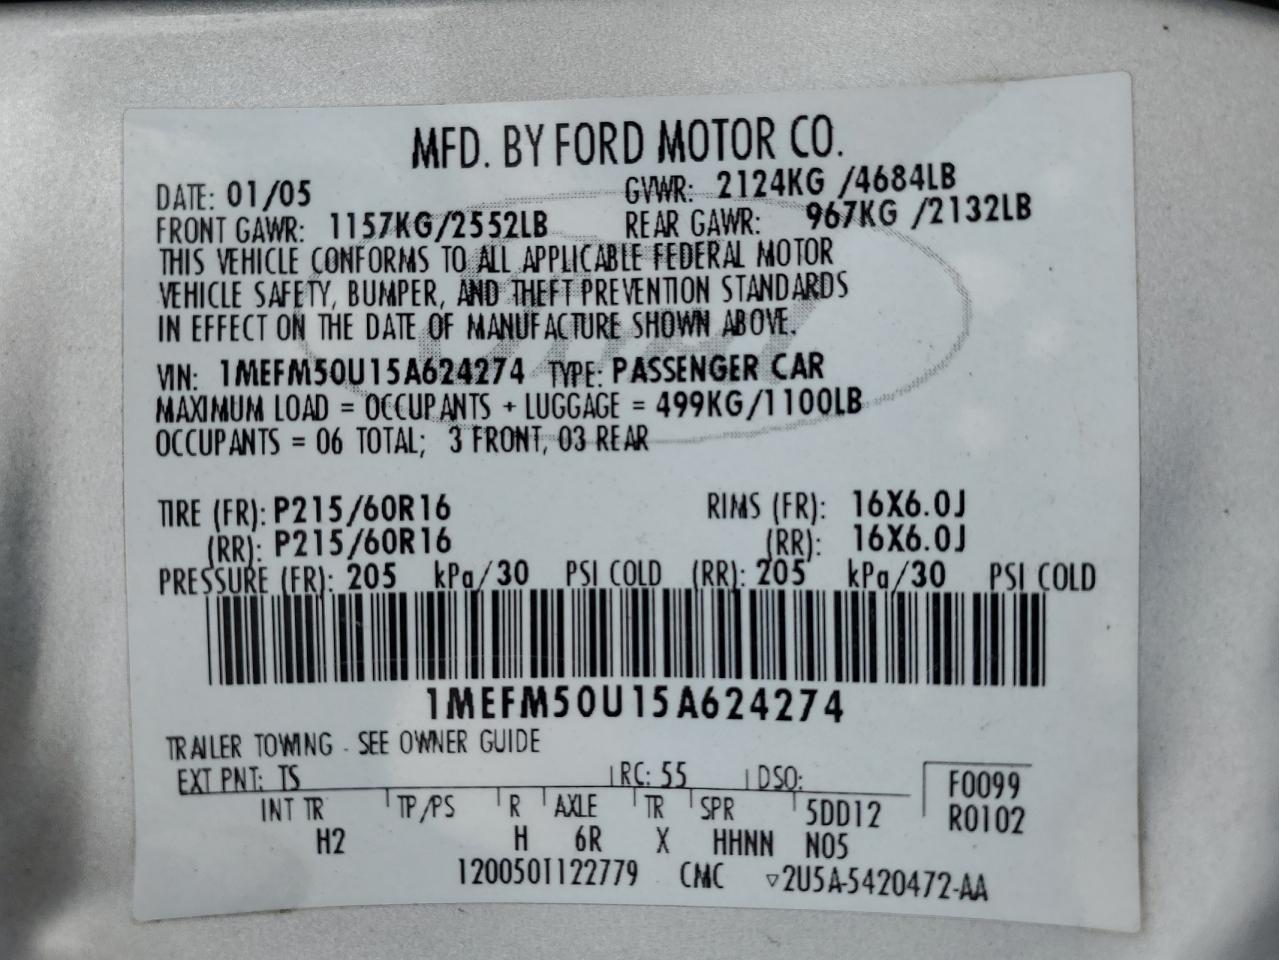 MFD. BY FORD MOTOR CO.
DATE: 01/05 GVWR: 2124KG /4684LB
FRONT GAWR: 1157KG/2552LB REAR GAWR: 967KG /2132LB
THIS VEHICLE CONFORMS TO ALL APPLICABLE FEDERAL MOTOR
VEHICLE SAFETY, BUMPER, AND THEFT PREVENTION STANDARDS
IN EFFECT ON THE DATE OF MANUFACTURE SHOWN ABOVE.
VIN: 1MEFM50U15A624274 TYPE: PASSENGER CAR
MAXIMUM LOAD = OCCUPANTS + LUGGAGE = 499KG/1100LB
OCCUPANTS = 06 TOTAL; 3 FRONT, 03 REAR
TIRE (FR): P215/60R16 RIMS (FR): 16X6.0J
(RR): P215/60R16 (RR): 16X6.0J
PRESSURE (FR): 205 kPa/30 PSI COLD (RR): 205 kPa/30 PSI COLD
1MEFM50U15A624274
TRAILER TOWING - SEE OWNER GUIDE
EXT PNT: TS RC: 55 DSO: F0099
INT TR TP/PS R AXLE TR SPR 5DD12 R0102
H2 H 6R X HHNN N05
1200501122779 CMC ▽2U5A-5420472-AA